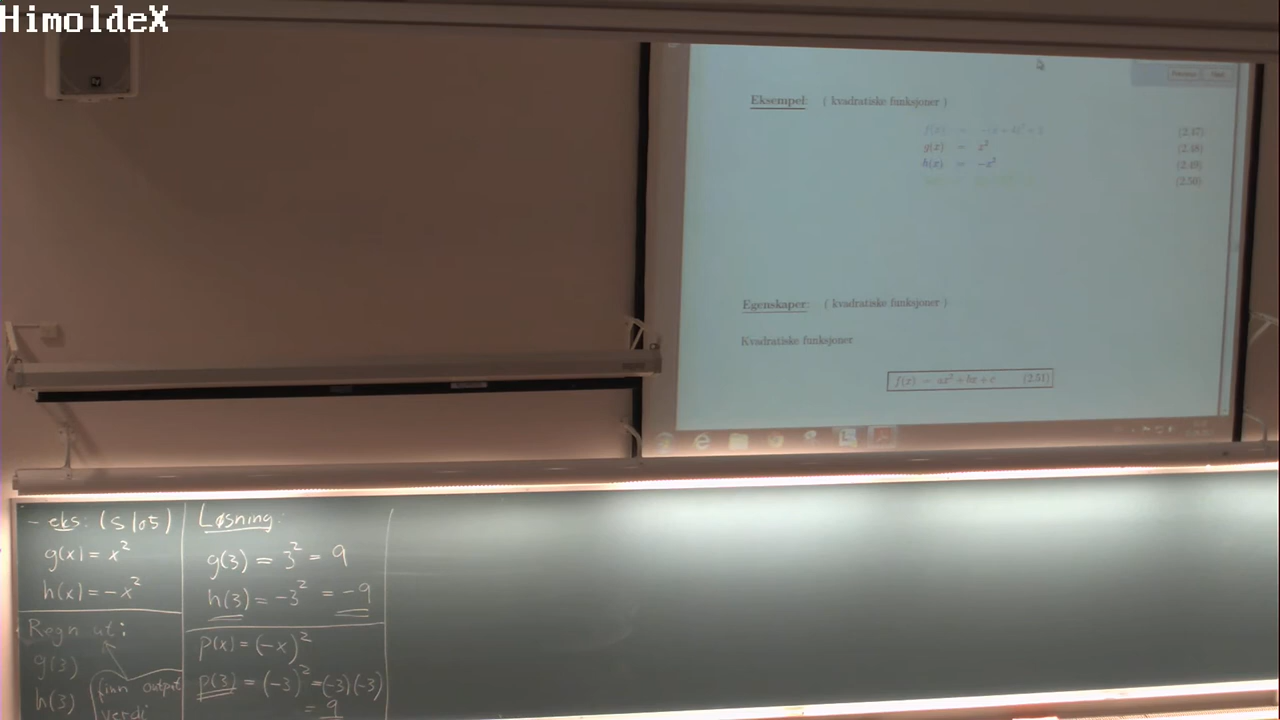 HimoldeX
Eksempel: ( kvadratiske funksjoner )
(2.47)
g(x) = x² (2.48)
h(x) = -x² (2.49)
(2.50)
Egenskaper: ( kvadratiske funksjoner )
Kvadratiske funksjoner
f(x) = ax² + bx + c (2.51)
- eks: (s 105)
g(x) = x²
h(x) = -x²
Regn ut:
g(3)
h(3)
finn output
verdi
Løsning:
g(3) = 3² = 9
h(3) = -3² = -9
p(x) = (-x)²
p(3) = (-3)² = (-3)(-3)
= 9